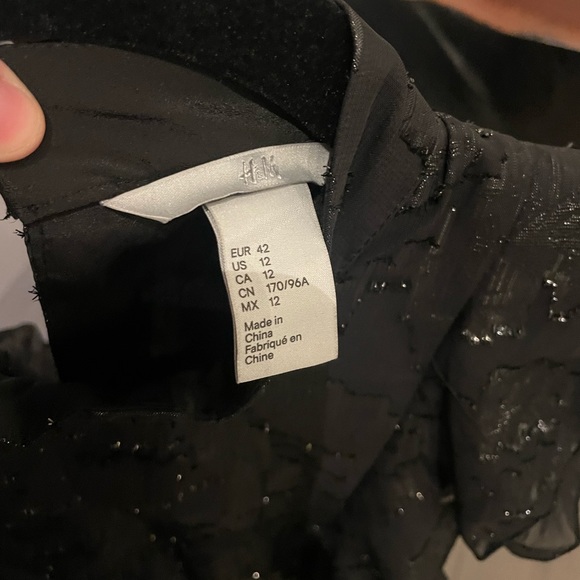 H&M
EUR 42
US 12
CA 12
CN 170/96A
MX 12
Made in
China
Fabriqué en
Chine